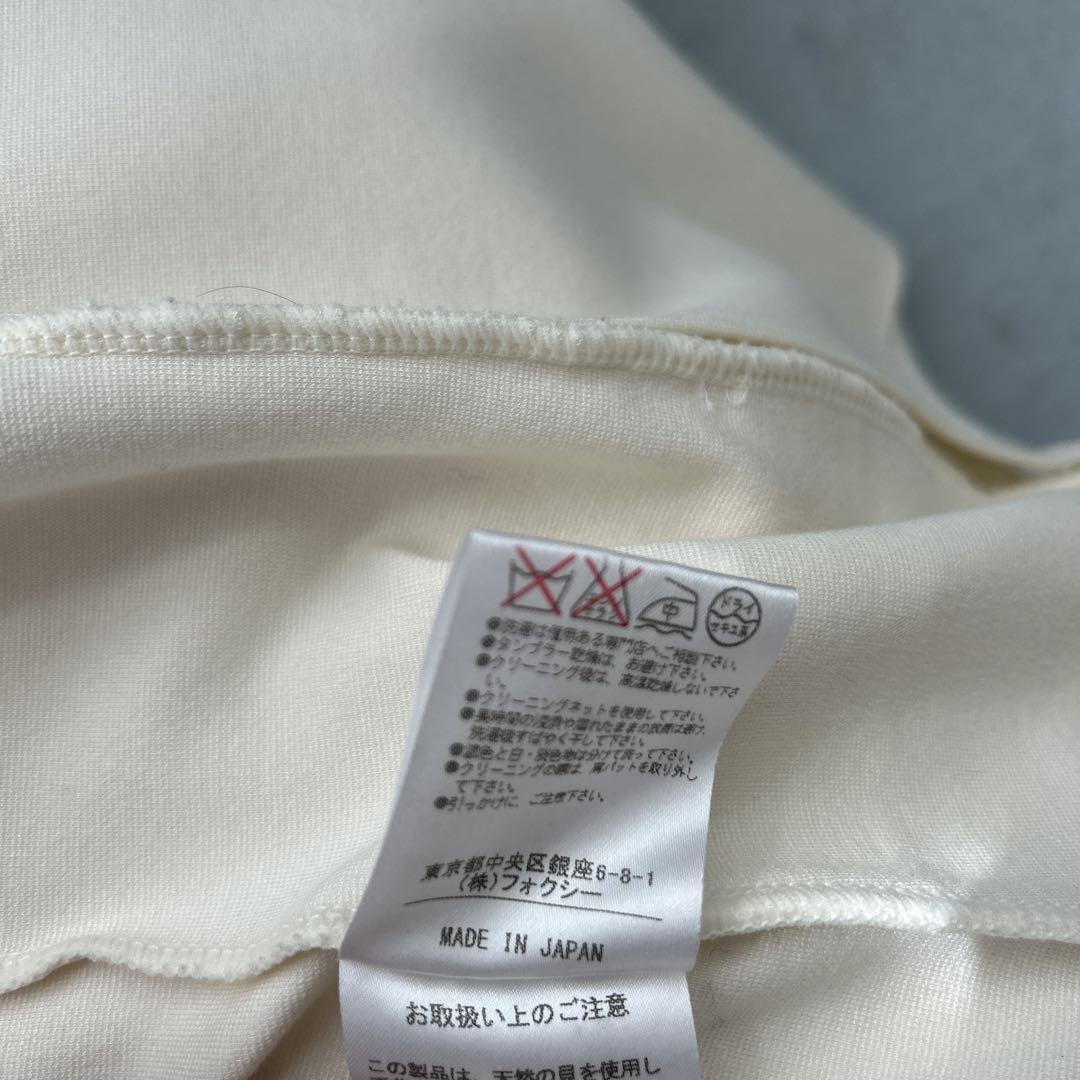 中
ドライ
セキユ系
●洗濯は信用ある専門店へご相談下さい。
●タンブラー乾燥は、お避け下さい。
●クリーニング後は、高温乾燥しないで下さ
い。
●クリーニングネットを使用して下さい。
●長時間の浸漬や濡れたままの放置は避け、
洗濯後すばやく干して下さい。
●濃色と白・淡色物は分けて洗って下さい。
●クリーニングの際は、肩パットを取り外し
て下さい。
●引っかけに、ご注意下さい。
東京都中央区銀座6-8-1
(株)フォクシー
MADE IN JAPAN
お取扱い上のご注意
この製品は、天然の目を使用し